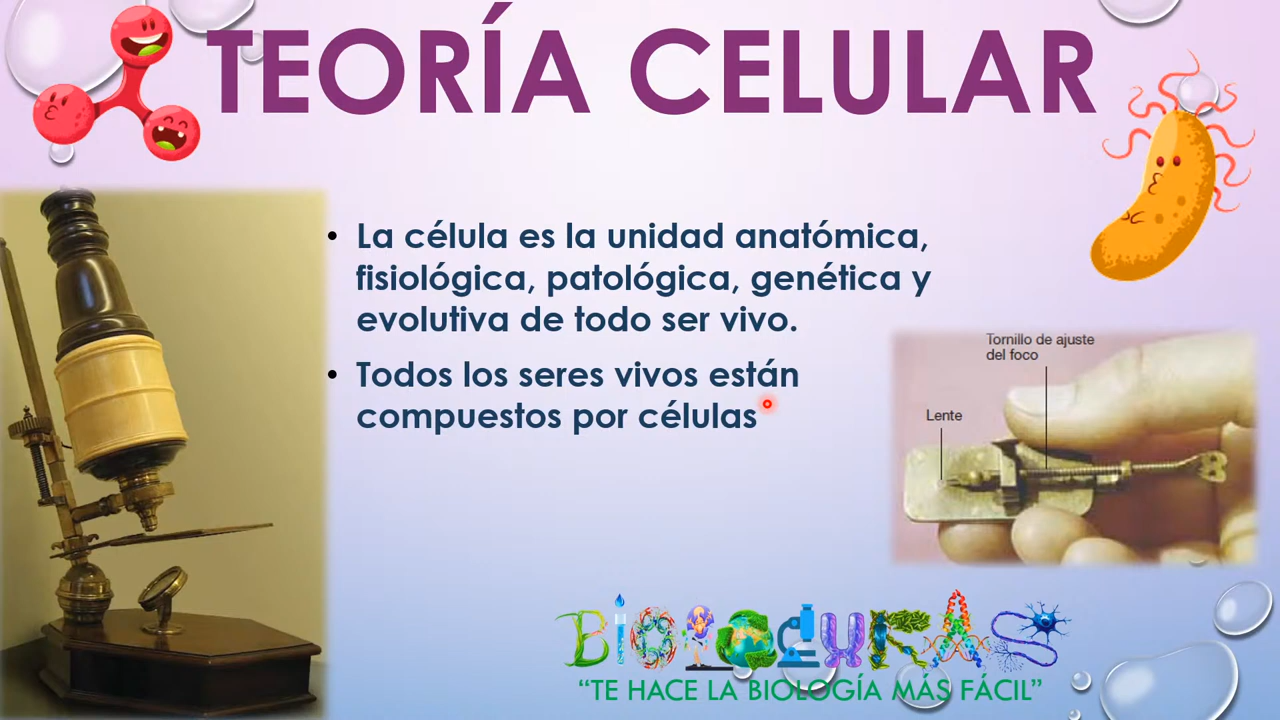 TEORÍA CELULAR
• La célula es la unidad anatómica,
fisiológica, patológica, genética y
evolutiva de todo ser vivo.
• Todos los seres vivos están
compuestos por células
Tornillo de ajuste
del foco
Lente
BIOLOCURAS
“TE HACE LA BIOLOGÍA MÁS FÁCIL”